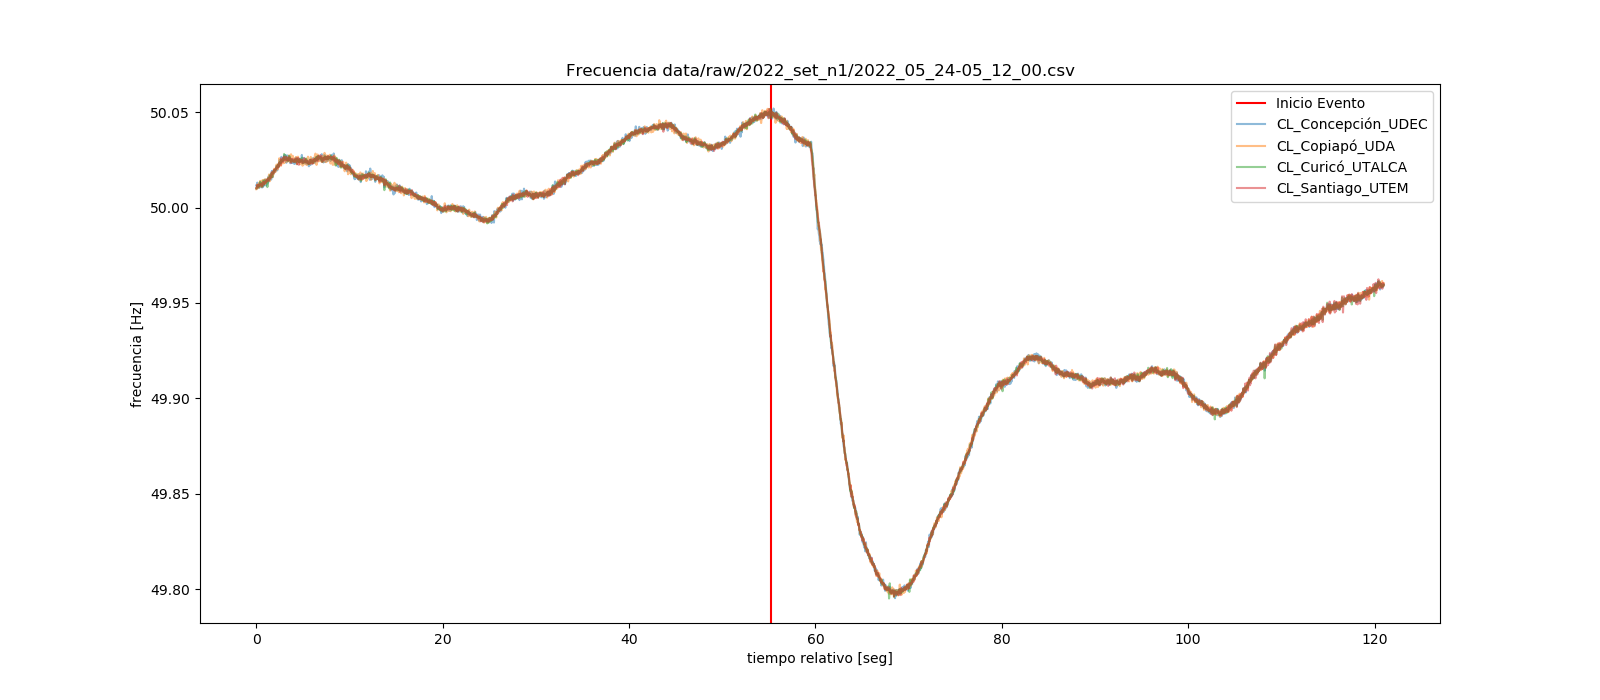 Frecuencia data/raw/2022_set_n1/2022_05_24-05_12_00.csv
Inicio Evento
CL_Concepción_UDEC
CL_Copiapó_UDA
CL_Curicó_UTALCA
CL_Santiago_UTEM
frecuencia [Hz]
50.05
50.00
49.95
49.90
49.85
49.80
0 20 40 60 80 100 120
tiempo relativo [seg]